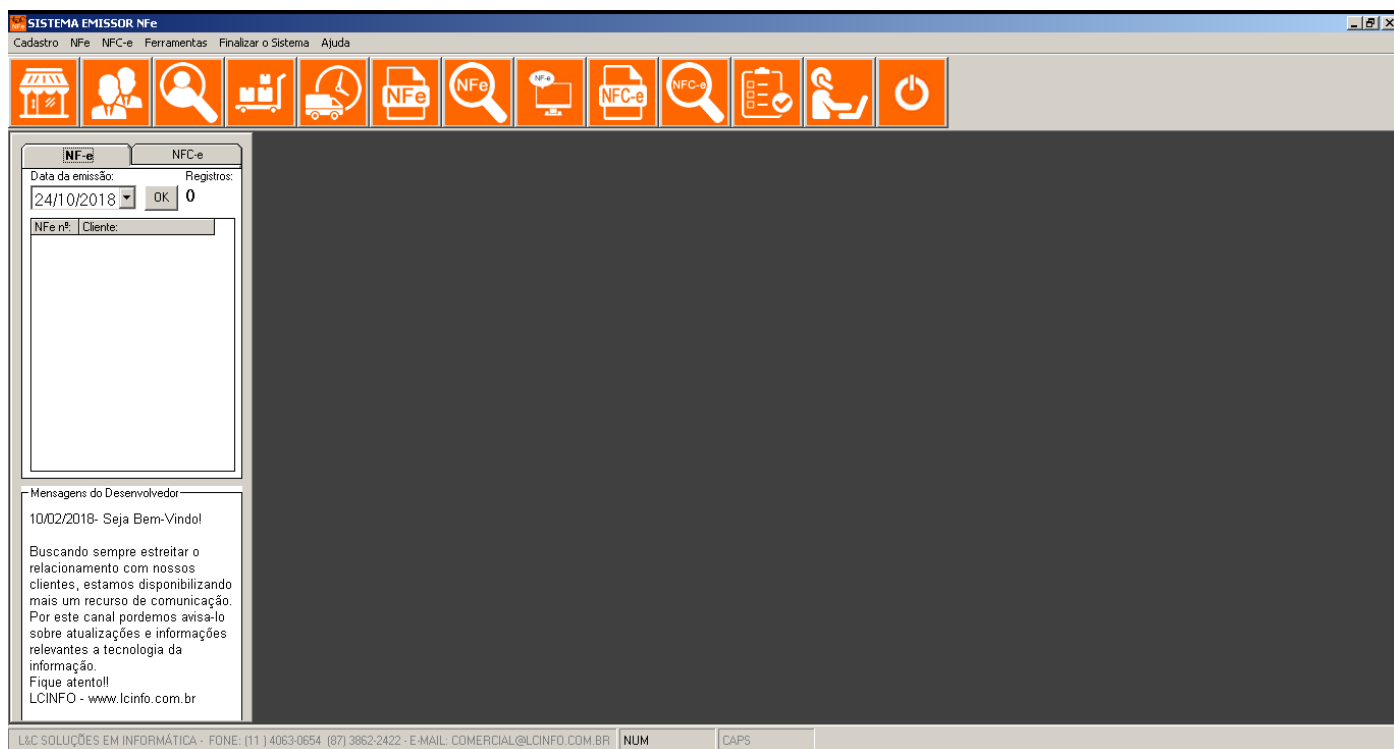 SISTEMA EMISSOR NFe
Cadastro NFe NFC-e Ferramentas Finalizar o Sistema Ajuda
NFe NFe NF-e NFC-e NFC-e
NF-e NFC-e
Data da emissão: Registros:
24/10/2018 OK 0
NFe nº: Cliente:
Mensagens do Desenvolvedor
10/02/2018- Seja Bem-Vindo!
Buscando sempre estreitar o
relacionamento com nossos
clientes, estamos disponibilizando
mais um recurso de comunicação.
Por este canal pordemos avisa-lo
sobre atualizações e informações
relevantes a tecnologia da
informação.
Fique atento!!
LCINFO - www.lcinfo.com.br
L&C SOLUÇÕES EM INFORMÁTICA - FONE: (11 ) 4063-0654 (87) 3862-2422 - E-MAIL: COMERCIAL@LCINFO.COM.BR NUM CAPS